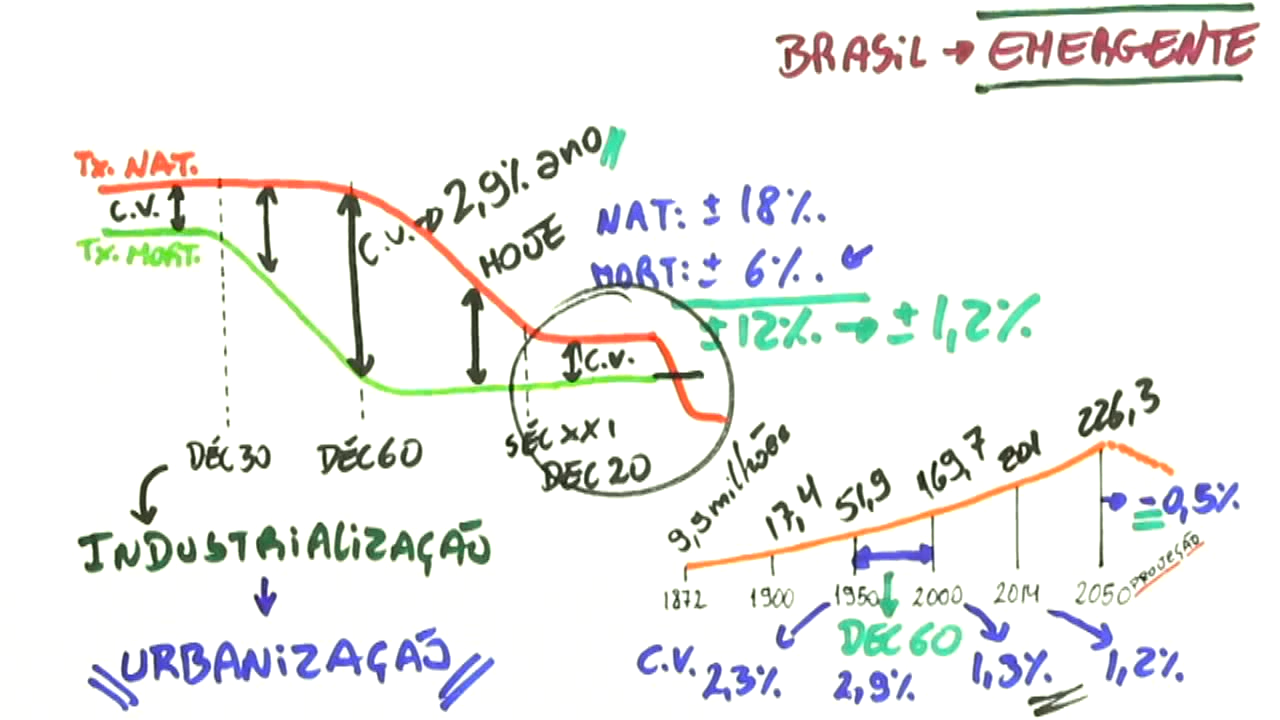 BRASIL → EMERGENTE
TX. NAT.
C.V.
TX. MORT.
C.V. → 2,9% ano
HOJE
NAT: ± 18%.
MORT: ± 6%.
± 12%. → ± 1,2%
C.V.
DÉC 30
DÉC 60
SÉC XXI
DÉC 20
INDUSTRIALIZAÇÃO
URBANIZAÇÃO
9,9 milhões
17,4
51,9
169,7
201
226,3
= 0,5%
1872
1900
1950
2000
2014
2050
PROJEÇÃO
DÉC 60
C.V.
2,3%
2,9%
1,3%
1,2%